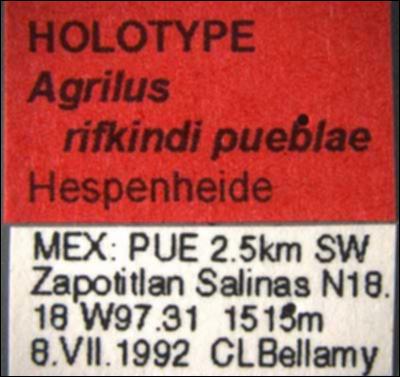 HOLOTYPE
Agrilus
rifkindi pueblae
Hespenheide
MEX: PUE 2.5km SW
Zapotitlan Salinas N18.
18 W97.31 1515m
8.VII.1992 CLBellamy